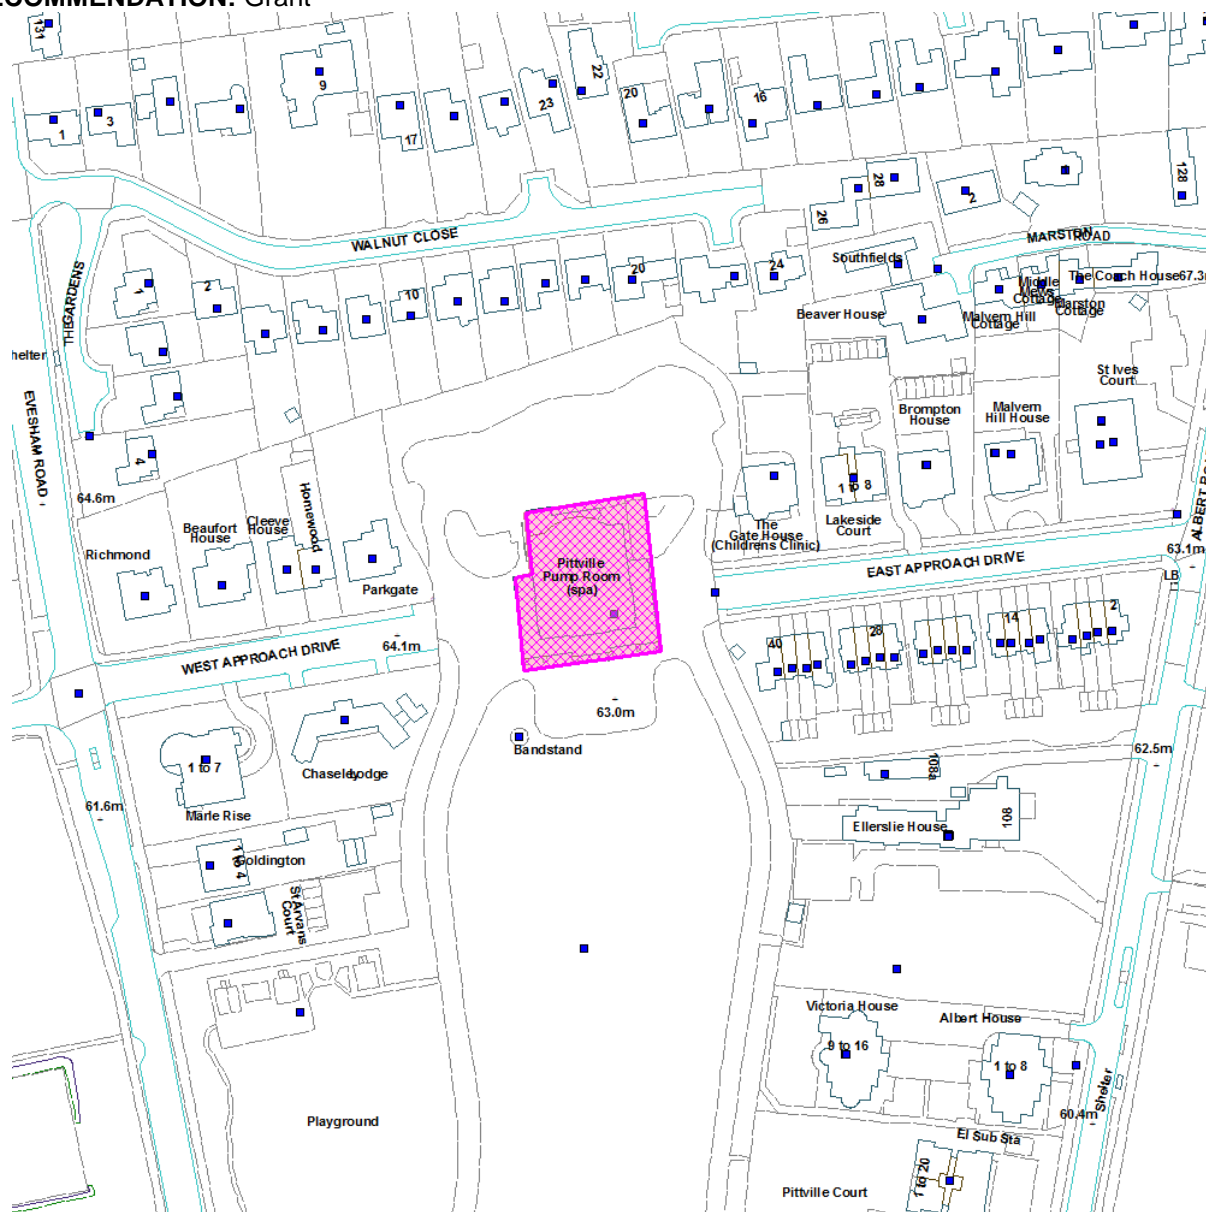 ECOMMENDATION: Grant
131
1
3
9
17
23
22
20
16
28
26
2
128
WALNUT CLOSE
MARSTON
ROAD
THE GARDENS
1
2
10
20
24
Southfields
The Coach House
67.3
Middle
Mews
Cottage
Marston
Cottage
Malvern Hill
Cottage
Beaver House
helter
EVESHAM ROAD
St Ives
Court
Brompton
House
Malvern
Hill House
4
64.6m
Beaufort
House
Cleeve
House
Homewood
Richmond
Parkgate
Pittville
Pump Room
(spa)
The
Gate House
(Childrens Clinic)
1 to 8
Lakeside
Court
EAST APPROACH DRIVE
ALBERT RO
63.1m
LB
WEST APPROACH DRIVE
64.1m
40
28
14
2
63.0m
Bandstand
62.5m
1 to 7
Chaseley
Lodge
Marle Rise
61.6m
108a
108
Ellerslie House
1 to 4
Goldington
St Arvans
Court
Victoria House
Albert House
9 to 16
1 to 8
Shelter
60.4m
El Sub Sta
Playground
1 to 20
Pittville Court